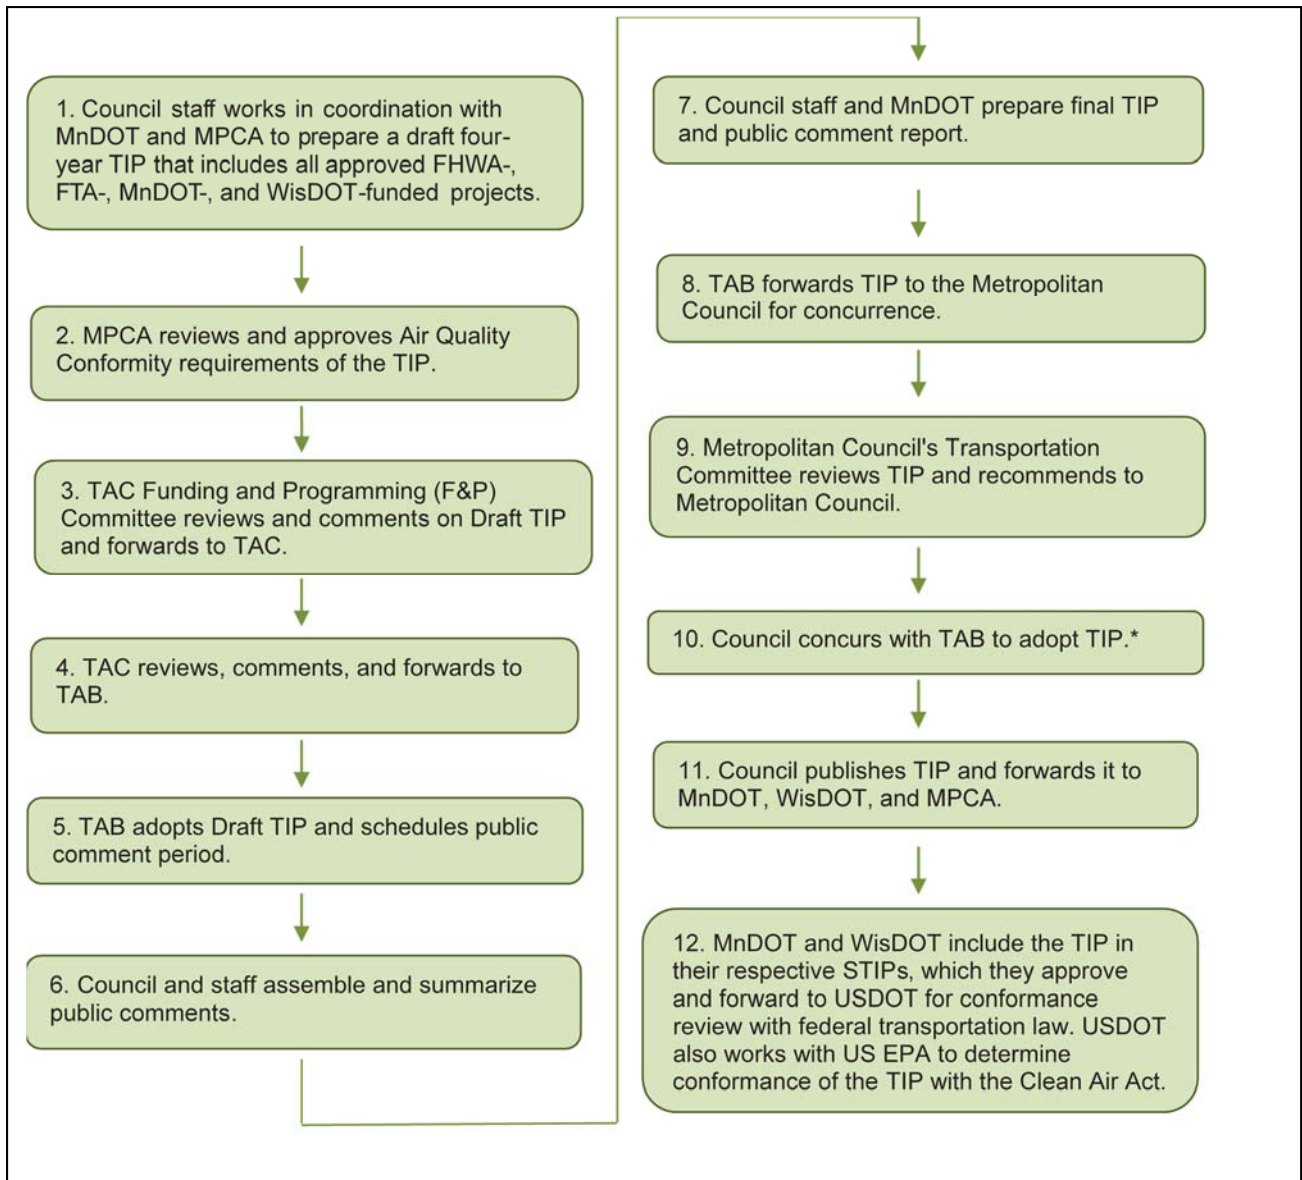 1. Council staff works in coordination with
MnDOT and MPCA to prepare a draft four-
year TIP that includes all approved FHWA-,
FTA-, MnDOT-, and WisDOT-funded projects.
2. MPCA reviews and approves Air Quality
Conformity requirements of the TIP.
3. TAC Funding and Programming (F&P)
Committee reviews and comments on Draft TIP
and forwards to TAC.
4. TAC reviews, comments, and forwards to
TAB.
5. TAB adopts Draft TIP and schedules public
comment period.
6. Council and staff assemble and summarize
public comments.
7. Council staff and MnDOT prepare final TIP
and public comment report.
8. TAB forwards TIP to the Metropolitan
Council for concurrence.
9. Metropolitan Council's Transportation
Committee reviews TIP and recommends to
Metropolitan Council.
10. Council concurs with TAB to adopt TIP.*
11. Council publishes TIP and forwards it to
MnDOT, WisDOT, and MPCA.
12. MnDOT and WisDOT include the TIP in
their respective STIPs, which they approve
and forward to USDOT for conformance
review with federal transportation law. USDOT
also works with US EPA to determine
conformance of the TIP with the Clean Air Act.